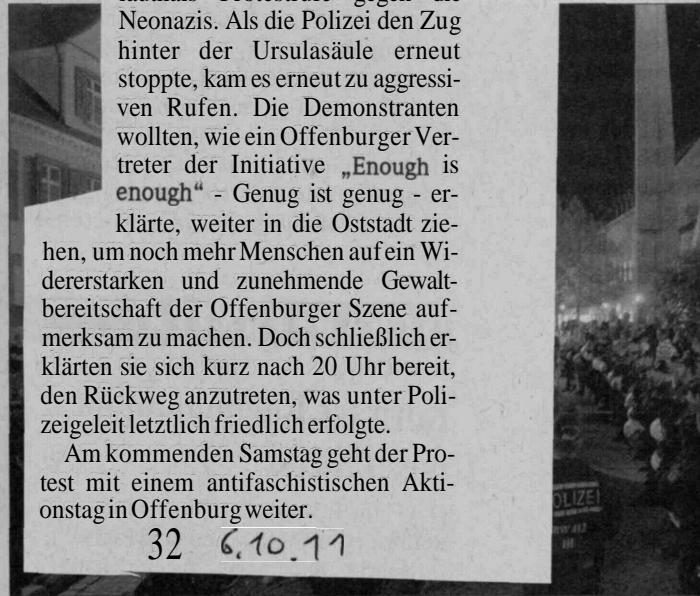 lauthals Protestrufe gegen die
Neonazis. Als die Polizei den Zug
hinter der Ursulasäule erneut
stoppte, kam es erneut zu aggressi-
ven Rufen. Die Demonstranten
wollten, wie ein Offenburger Ver-
treter der Initiative „Enough is
enough“ - Genug ist genug - er-
klärte, weiter in die Oststadt zie-
hen, um noch mehr Menschen auf ein Wi-
dererstarken und zunehmende Gewalt-
bereitschaft der Offenburger Szene auf-
merksam zu machen. Doch schließlich er-
klärten sie sich kurz nach 20 Uhr bereit,
den Rückweg anzutreten, was unter Poli-
zeigeleit letztlich friedlich erfolgte.
Am kommenden Samstag geht der Pro-
test mit einem antifaschistischen Akti-
onstag in Offenburg weiter.
32 6.10.11
POLIZEI